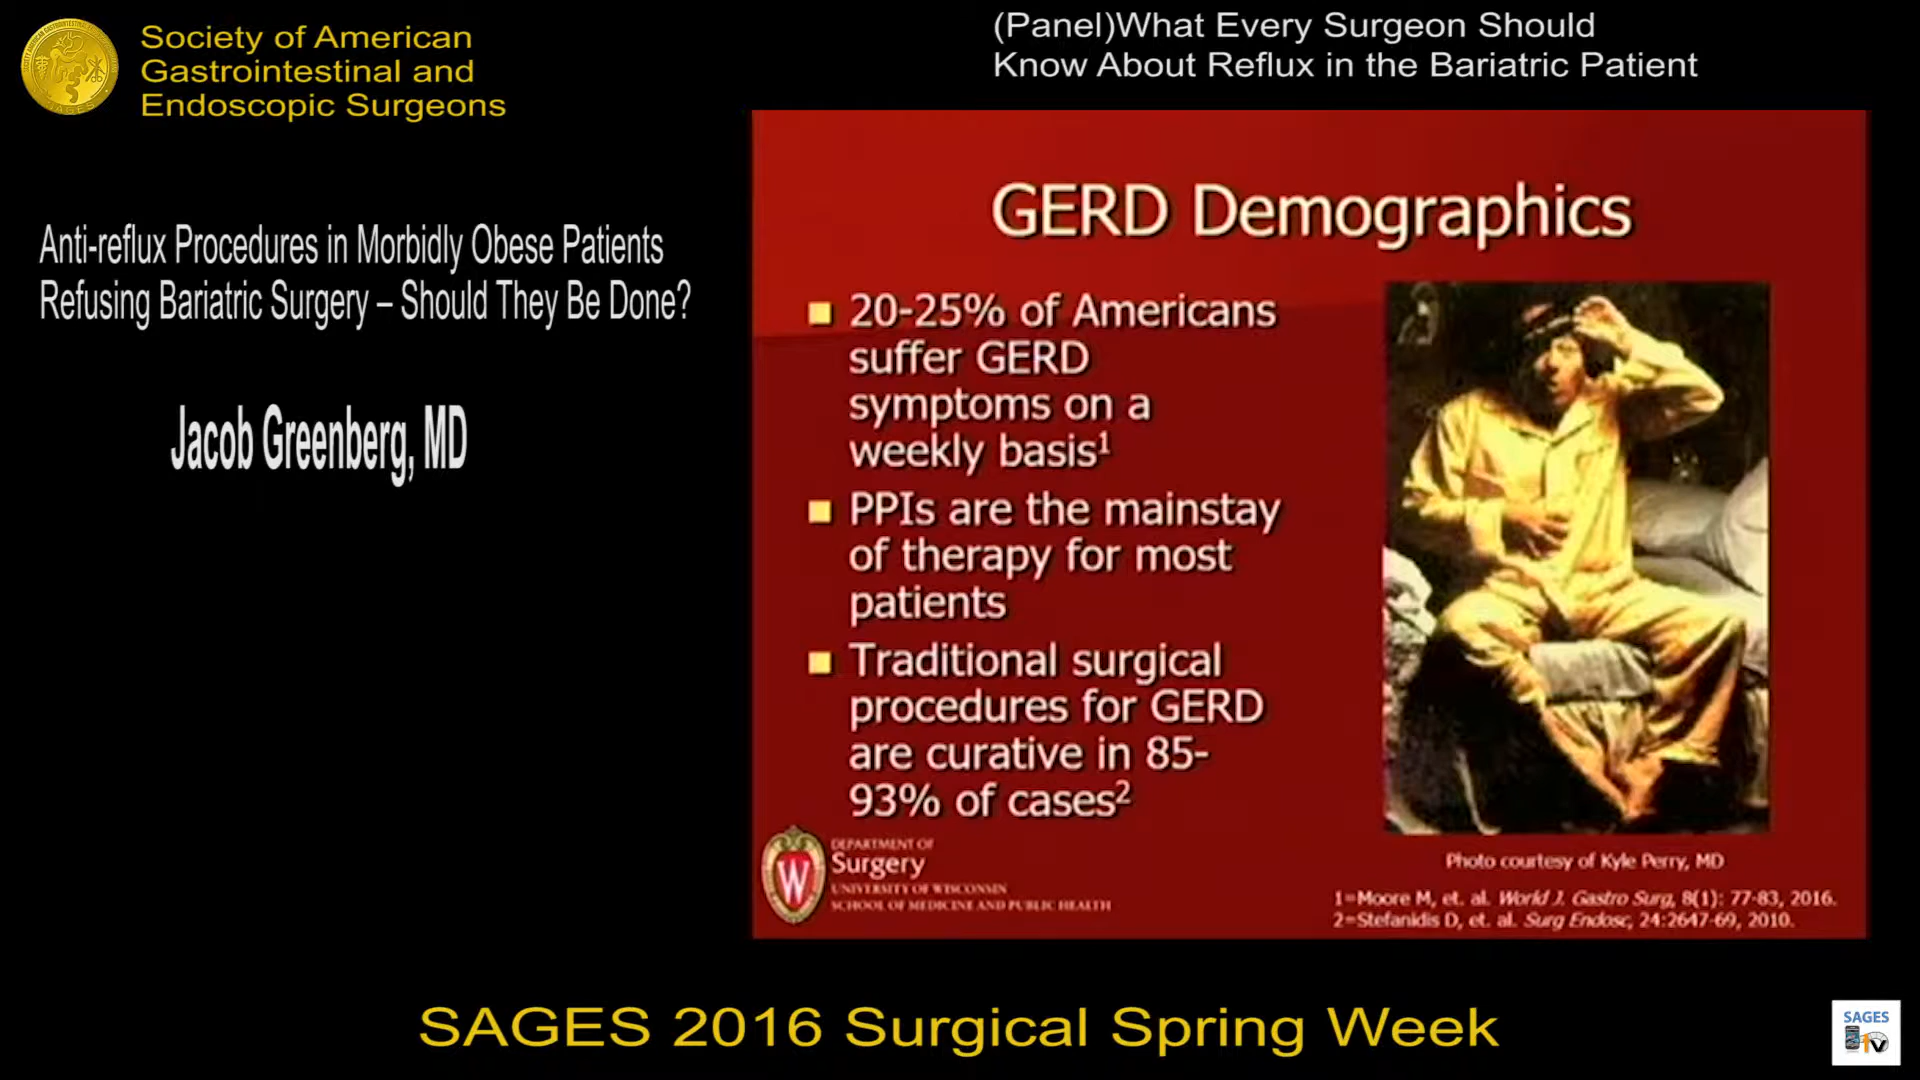 Society of American
Gastrointestinal and
Endoscopic Surgeons
(Panel)What Every Surgeon Should
Know About Reflux in the Bariatric Patient
Anti-reflux Procedures in Morbidly Obese Patients
Refusing Bariatric Surgery – Should They Be Done?
Jacob Greenberg, MD
GERD Demographics
20-25% of Americans
suffer GERD
symptoms on a
weekly basis¹
PPIs are the mainstay
of therapy for most
patients
Traditional surgical
procedures for GERD
are curative in 85-
93% of cases²
W
DEPARTMENT OF
Surgery
UNIVERSITY OF WISCONSIN
SCHOOL OF MEDICINE AND PUBLIC HEALTH
Photo courtesy of Kyle Perry, MD
1=Moore M, et. al. World J. Gastro Surg, 8(1): 77-83, 2016.
2=Stefanidis D, et. al. Surg Endosc, 24:2647-69, 2010.
SAGES 2016 Surgical Spring Week
SAGES
TV